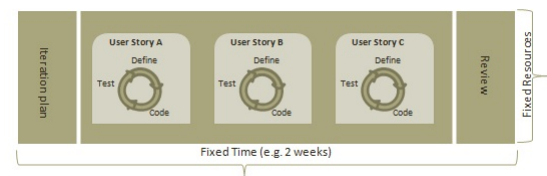 Iteration plan
User Story A
Define
Test
Code
User Story B
Define
Test
Code
User Story C
Define
Test
Code
Review
Fixed Resources
Fixed Time (e.g. 2 weeks)